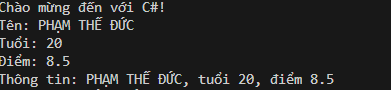 Chào mừng đến với C#!
Tên: PHẠM THẾ ĐỨC
Tuổi: 20
Điểm: 8.5
Thông tin: PHẠM THẾ ĐỨC, tuổi 20, điểm 8.5